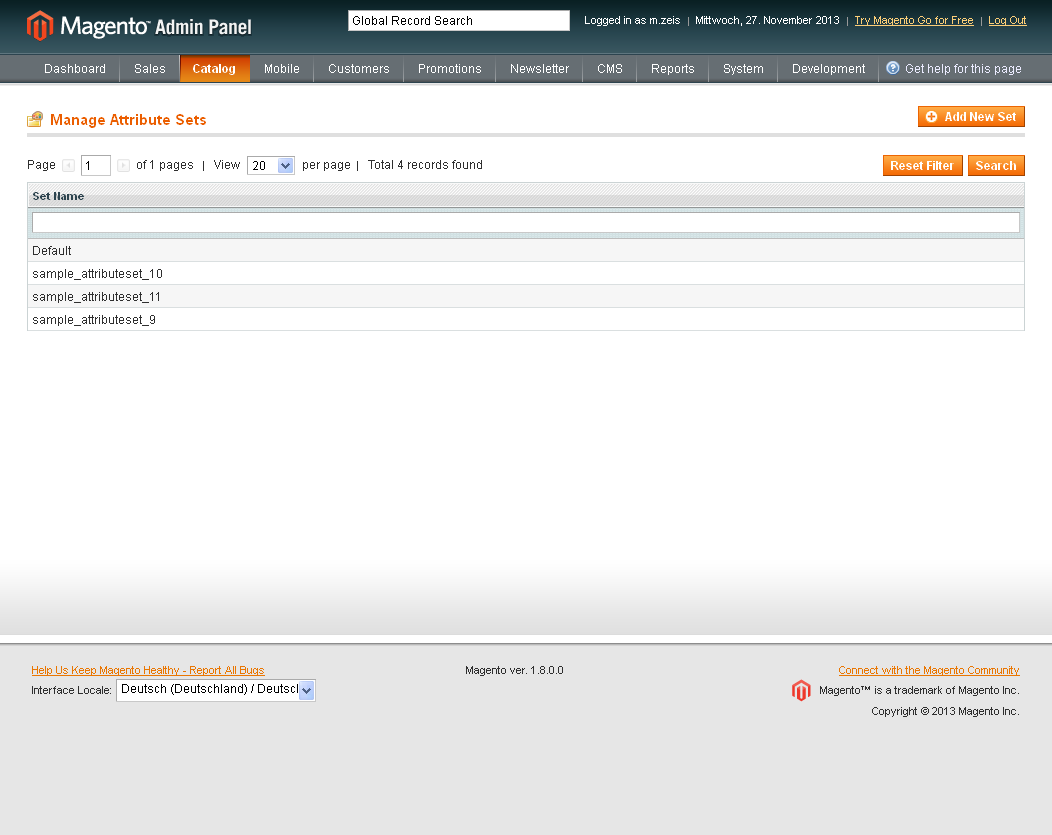 Magento™ Admin Panel
Global Record Search
Logged in as m.zeis | Mittwoch, 27. November 2013 | Try Magento Go for Free | Log Out
Dashboard Sales Catalog Mobile Customers Promotions Newsletter CMS Reports System Development Get help for this page
Manage Attribute Sets
Add New Set
Page 1 of 1 pages | View 20 per page | Total 4 records found
Reset Filter Search
Set Name
Default
sample_attributeset_10
sample_attributeset_11
sample_attributeset_9
Help Us Keep Magento Healthy - Report All Bugs
Magento ver. 1.8.0.0
Connect with the Magento Community
Interface Locale: Deutsch (Deutschland) / Deutscl
Magento™ is a trademark of Magento Inc.
Copyright © 2013 Magento Inc.